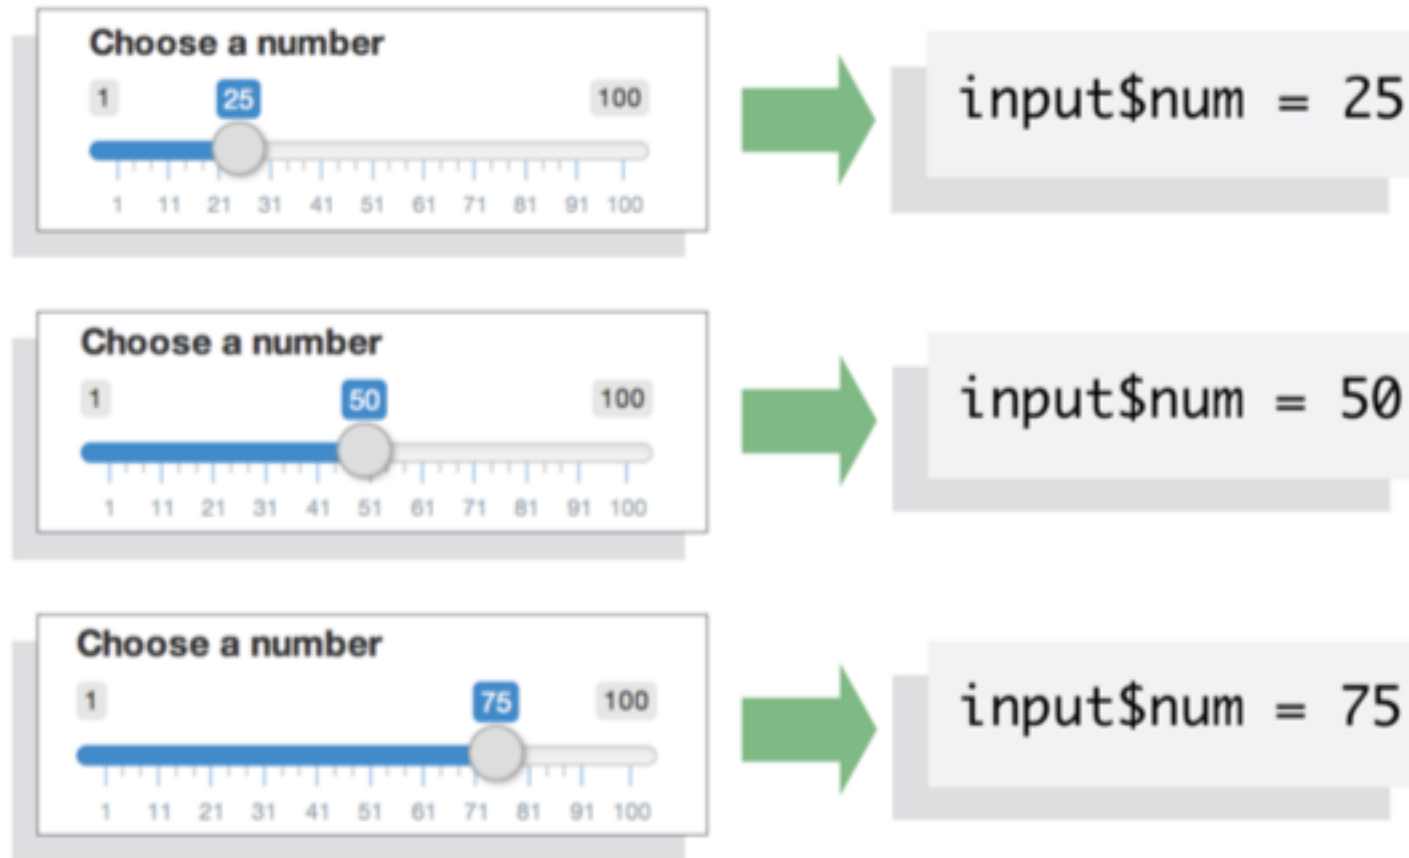 Choose a number
1 25 100
1 11 21 31 41 51 61 71 81 91 100
input$num = 25
Choose a number
1 50 100
1 11 21 31 41 51 61 71 81 91 100
input$num = 50
Choose a number
1 75 100
1 11 21 31 41 51 61 71 81 91 100
input$num = 75